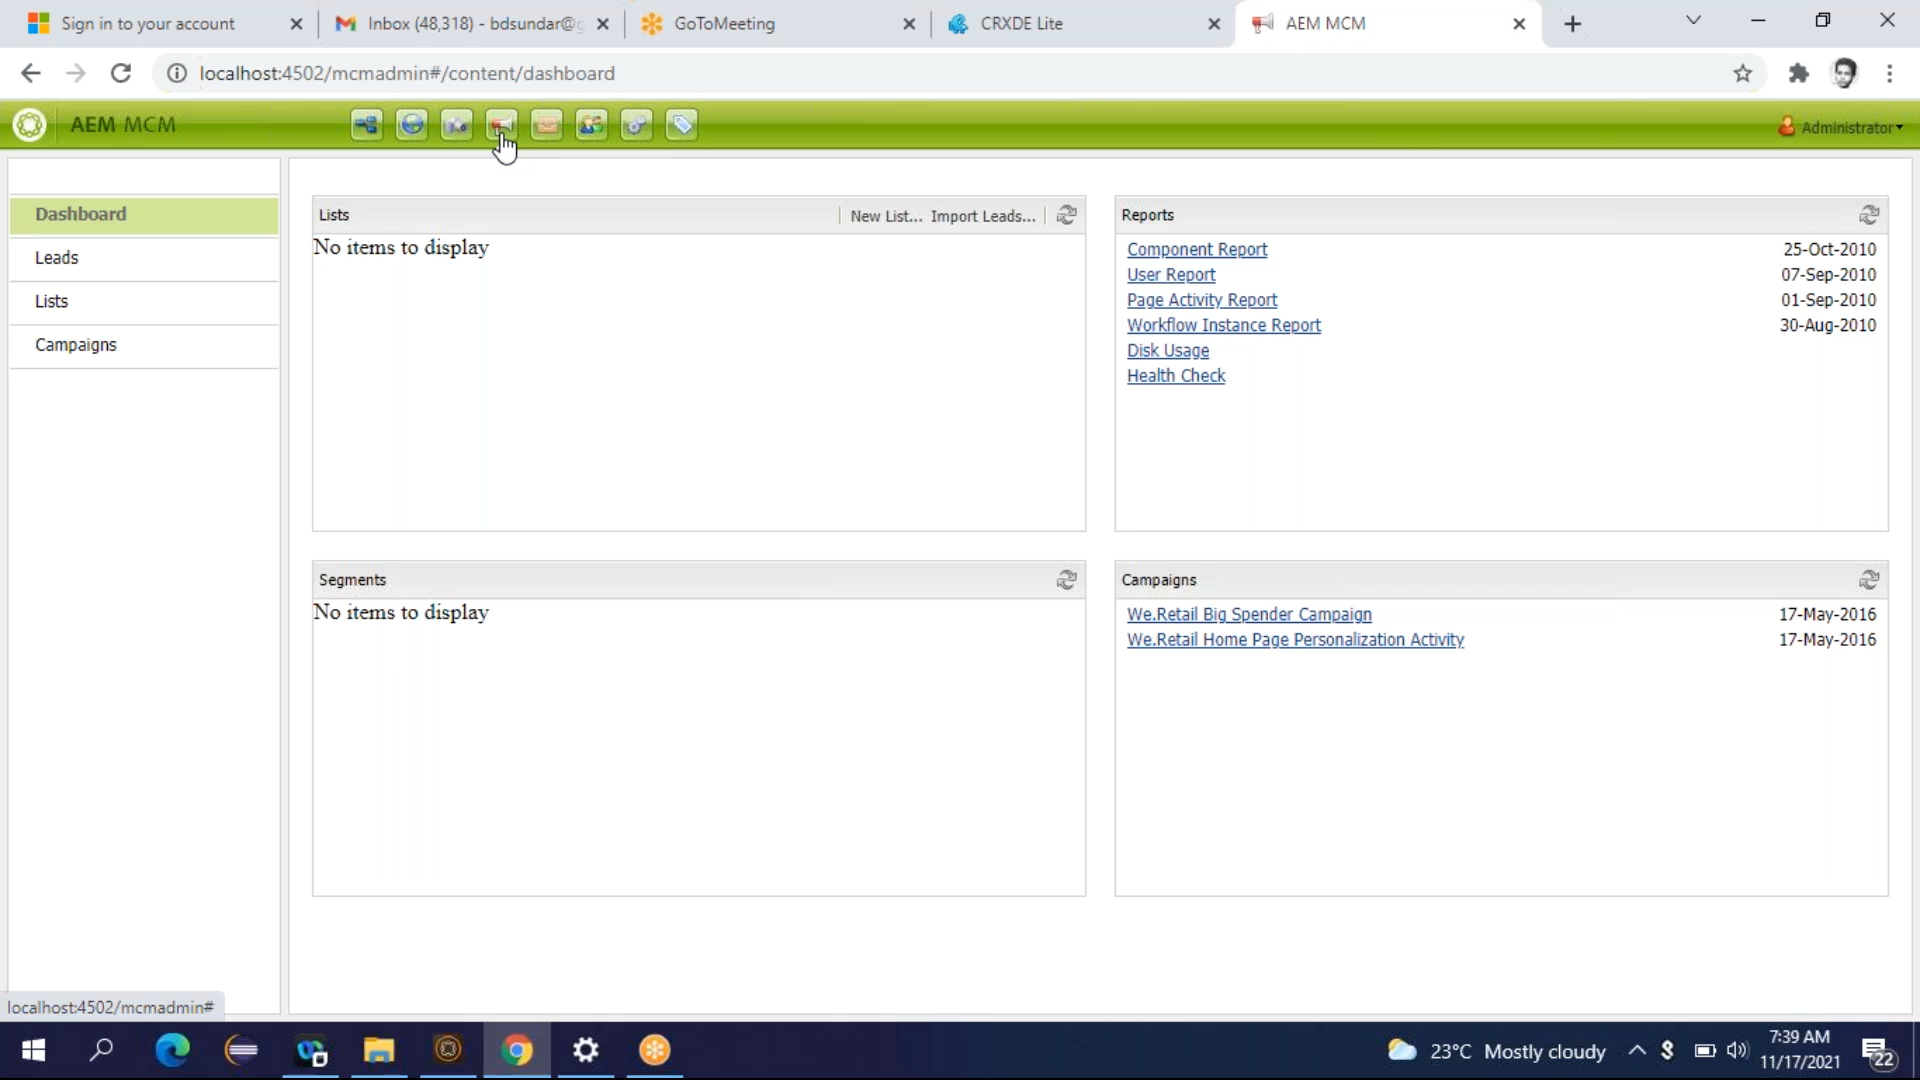 Sign in to your account
Inbox (48,318) - bdsundar@g
GoToMeeting
CRXDE Lite
AEM MCM
localhost:4502/mcmadmin#/content/dashboard
AEM MCM
Administrator
Dashboard
Leads
Lists
Campaigns
Lists
New List... Import Leads...
No items to display
Reports
Component Report 25-Oct-2010
User Report 07-Sep-2010
Page Activity Report 01-Sep-2010
Workflow Instance Report 30-Aug-2010
Disk Usage
Health Check
Segments
No items to display
Campaigns
We.Retail Big Spender Campaign 17-May-2016
We.Retail Home Page Personalization Activity 17-May-2016
localhost:4502/mcmadmin#
23°C Mostly cloudy
7:39 AM
11/17/2021
22